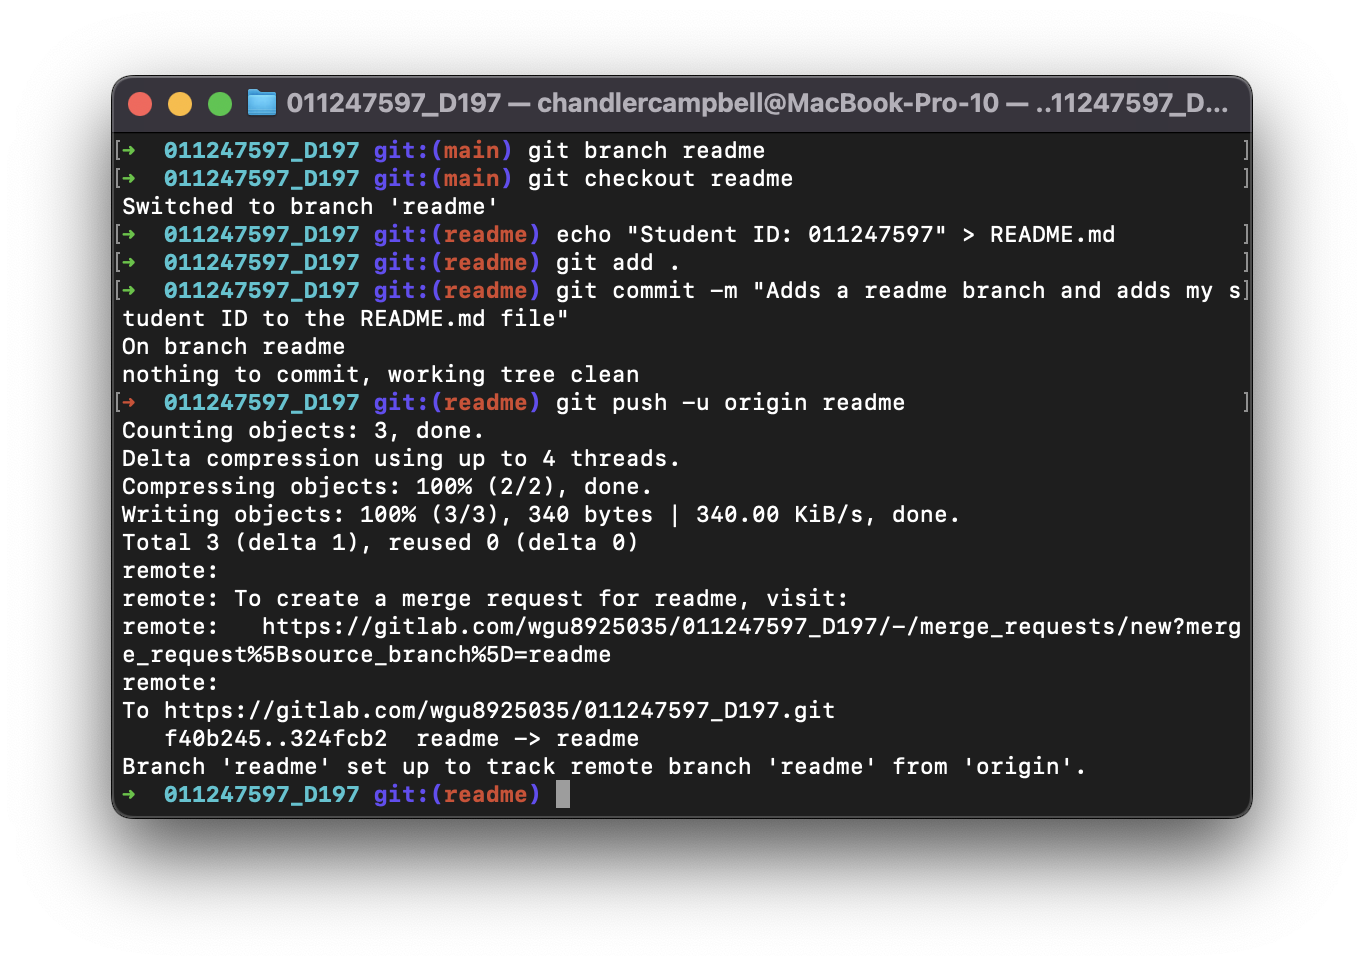 011247597_D197 — chandlercampbell@MacBook-Pro-10 — ..11247597_D...
[➜  011247597_D197 git:(main) git branch readme ]
[➜  011247597_D197 git:(main) git checkout readme ]
Switched to branch 'readme'
[➜  011247597_D197 git:(readme) echo "Student ID: 011247597" > README.md ]
[➜  011247597_D197 git:(readme) git add . ]
[➜  011247597_D197 git:(readme) git commit -m "Adds a readme branch and adds my s]
tudent ID to the README.md file"
On branch readme
nothing to commit, working tree clean
[➜  011247597_D197 git:(readme) git push -u origin readme ]
Counting objects: 3, done.
Delta compression using up to 4 threads.
Compressing objects: 100% (2/2), done.
Writing objects: 100% (3/3), 340 bytes | 340.00 KiB/s, done.
Total 3 (delta 1), reused 0 (delta 0)
remote:
remote: To create a merge request for readme, visit:
remote:   https://gitlab.com/wgu8925035/011247597_D197/-/merge_requests/new?merg
e_request%5Bsource_branch%5D=readme
remote:
To https://gitlab.com/wgu8925035/011247597_D197.git
   f40b245..324fcb2  readme -> readme
Branch 'readme' set up to track remote branch 'readme' from 'origin'.
➜  011247597_D197 git:(readme)